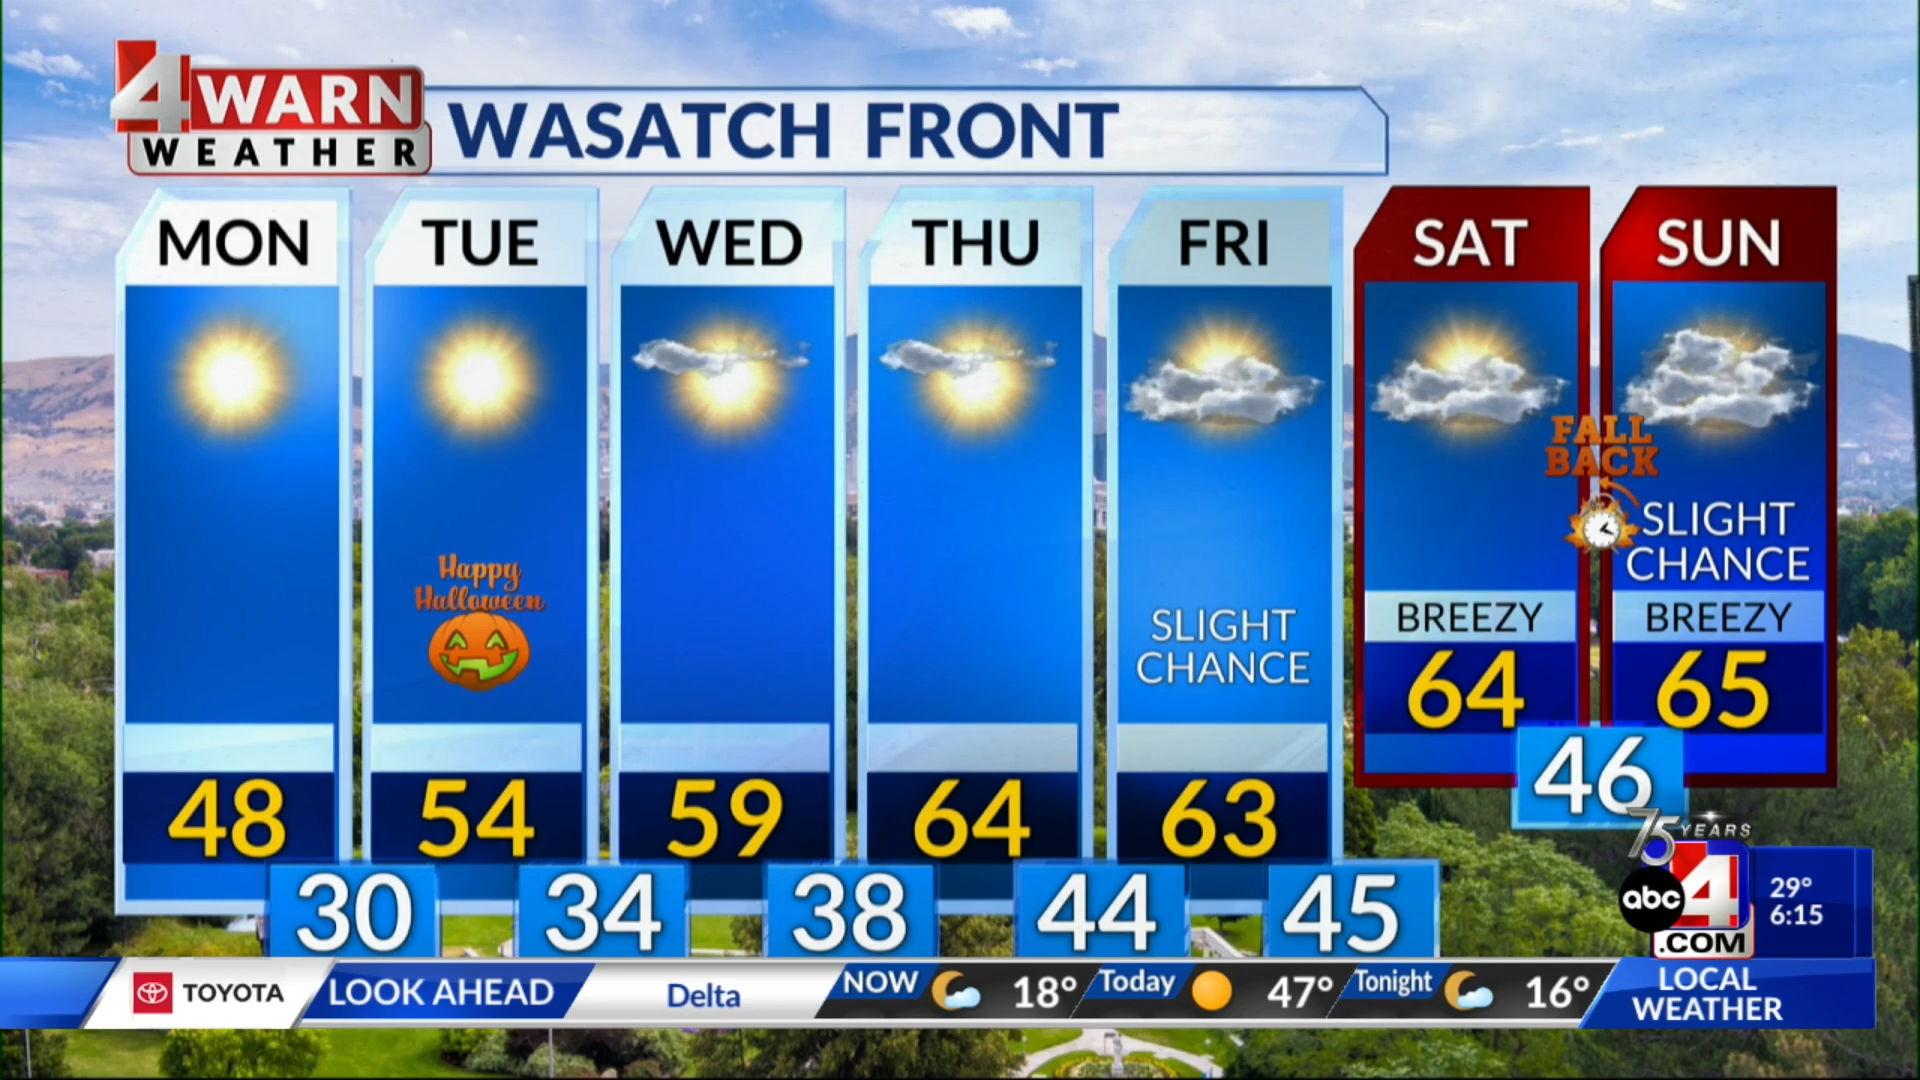 4 WARN
WEATHER
WASATCH FRONT
MON TUE WED THU FRI SAT SUN
FALL
BACK
SLIGHT
CHANCE
Happy
Halloween
SLIGHT
CHANCE
BREEZY BREEZY
64 65
46
48 54 59 64 63
30 34 38 44 45
75 YEARS
abc 4
.COM
29°
6:15
TOYOTA LOOK AHEAD Delta NOW 18° Today 47° Tonight 16°
LOCAL
WEATHER